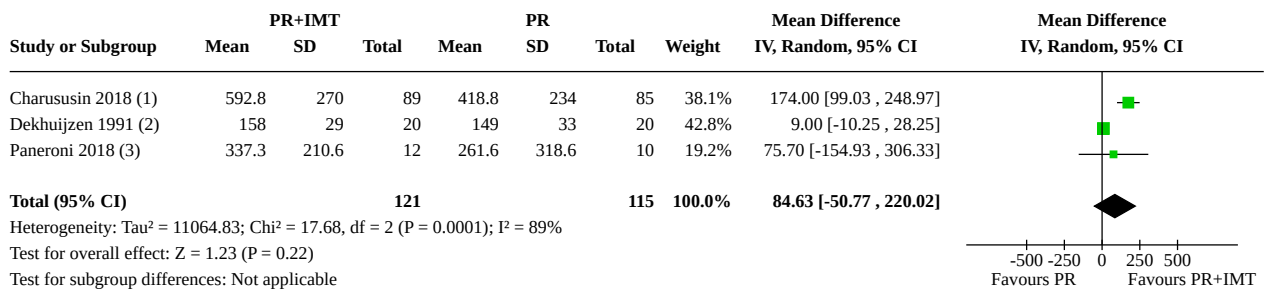 PR+IMT PR Mean Difference Mean Difference
Study or Subgroup Mean SD Total Mean SD Total Weight IV, Random, 95% CI IV, Random, 95% CI
Charususin 2018 (1) 592.8 270 89 418.8 234 85 38.1% 174.00 [99.03 , 248.97]
Dekhuijzen 1991 (2) 158 29 20 149 33 20 42.8% 9.00 [-10.25 , 28.25]
Paneroni 2018 (3) 337.3 210.6 12 261.6 318.6 10 19.2% 75.70 [-154.93 , 306.33]
Total (95% CI) 121 115 100.0% 84.63 [-50.77 , 220.02]
Heterogeneity: Tau² = 11064.83; Chi² = 17.68, df = 2 (P = 0.0001); I² = 89%
Test for overall effect: Z = 1.23 (P = 0.22)
-500 -250 0 250 500
Test for subgroup differences: Not applicable Favours PR Favours PR+IMT